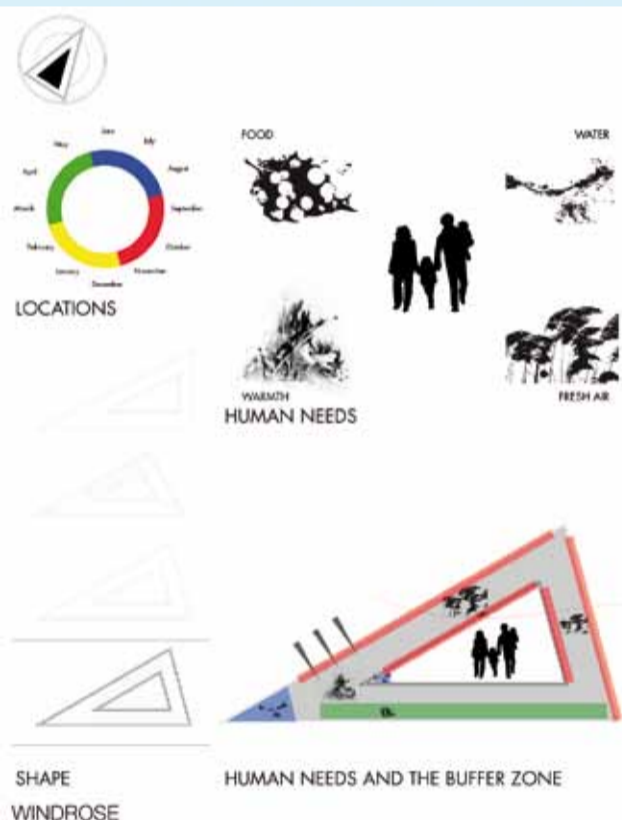 FOOD
WATER
June
May
July
April
August
March
September
February
October
January
November
December
LOCATIONS
WARMTH
FRESH AIR
HUMAN NEEDS
SHAPE
HUMAN NEEDS AND THE BUFFER ZONE
WINDROSE